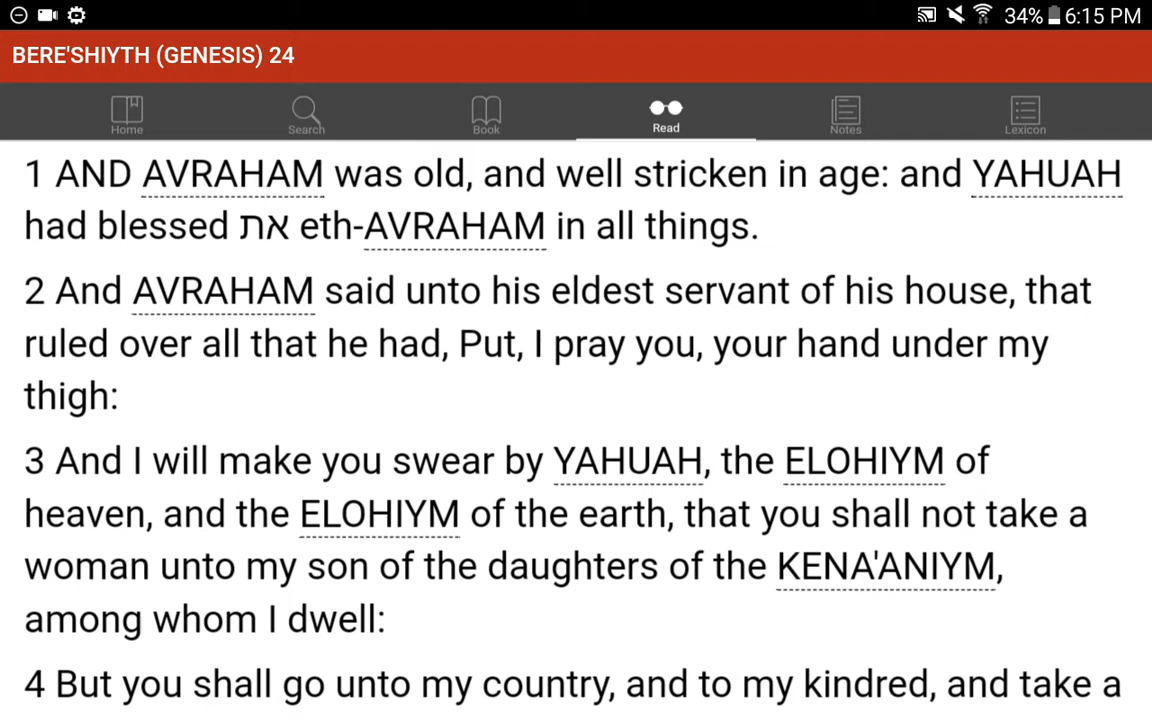 34% 6:15 PM
BERE'SHIYTH (GENESIS) 24
Home Search Book Read Notes Lexicon
1 AND AVRAHAM was old, and well stricken in age: and YAHUAH
had blessed את eth-AVRAHAM in all things.
2 And AVRAHAM said unto his eldest servant of his house, that
ruled over all that he had, Put, I pray you, your hand under my
thigh:
3 And I will make you swear by YAHUAH, the ELOHIYM of
heaven, and the ELOHIYM of the earth, that you shall not take a
woman unto my son of the daughters of the KENA'ANIYM,
among whom I dwell:
4 But you shall go unto my country, and to my kindred, and take a